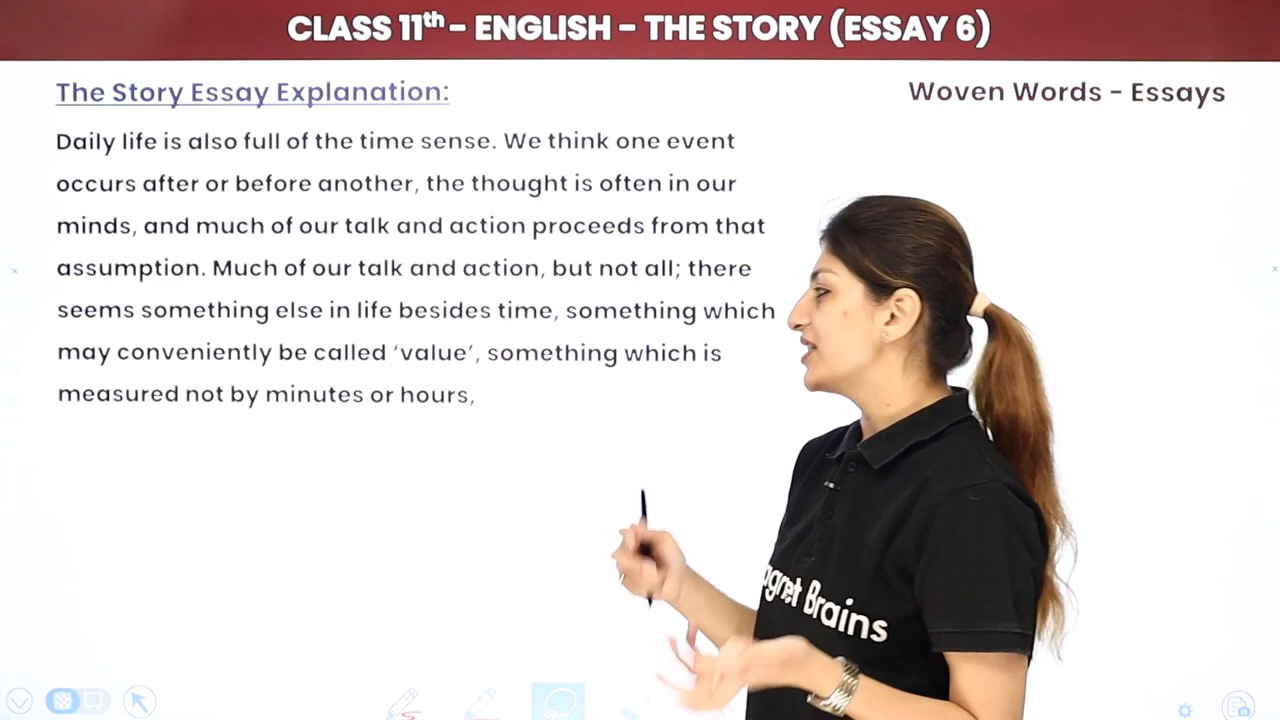 CLASS 11th - ENGLISH - THE STORY (ESSAY 6)
The Story Essay Explanation:
Woven Words - Essays
Daily life is also full of the time sense. We think one event
occurs after or before another, the thought is often in our
minds, and much of our talk and action proceeds from that
assumption. Much of our talk and action, but not all; there
seems something else in life besides time, something which
may conveniently be called ‘value’, something which is
measured not by minutes or hours,
Brains